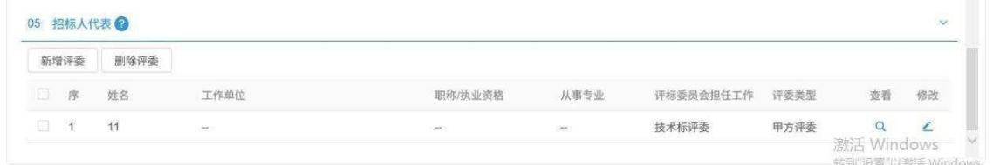 05 招标人代表 ?
新增评委 删除评委
序 姓名 工作单位 职称/执业资格 从事专业 评标委员会担任工作 评委类型 查看 修改
1 11 -- -- -- 技术标评委 甲方评委
激活 Windows
转到"设置"以激活 Windows